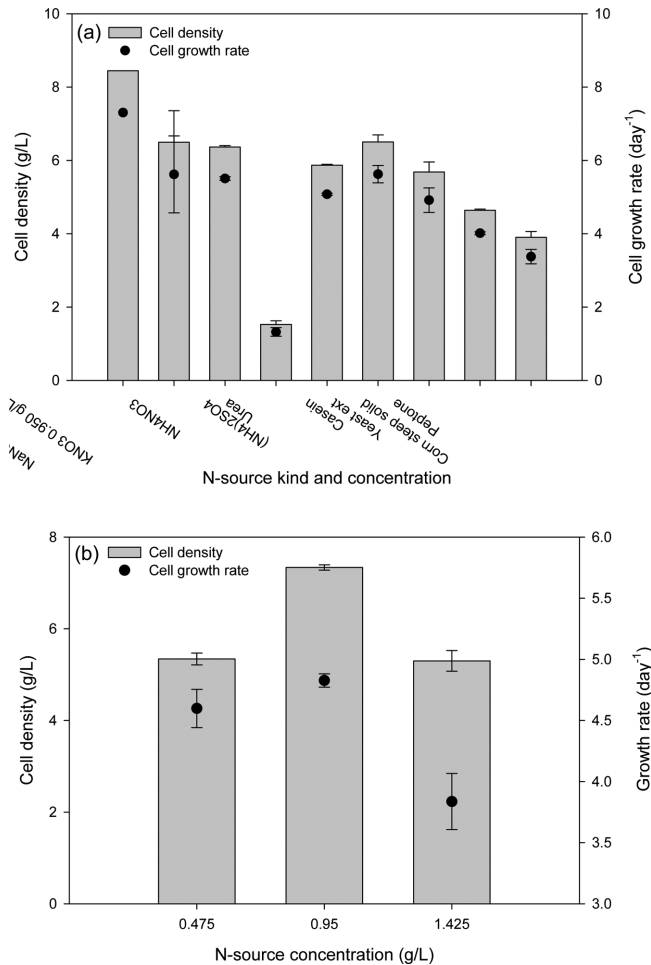 (a)
Cell density
Cell growth rate
10
8
6
4
2
0
Cell density (g/L)
10
8
6
4
2
0
Cell growth rate (day-1)
KNO3 0.950 g/L
NH4NO3
(NH4)2SO4
Urea
Casein
Yeast ext
Corn steep solid
Peptone
N-source kind and concentration
(b)
Cell density
Cell growth rate
8
6
4
2
0
Cell density (g/L)
6.0
5.5
5.0
4.5
4.0
3.5
3.0
Growth rate (day-1)
0.475
0.95
1.425
N-source concentration (g/L)